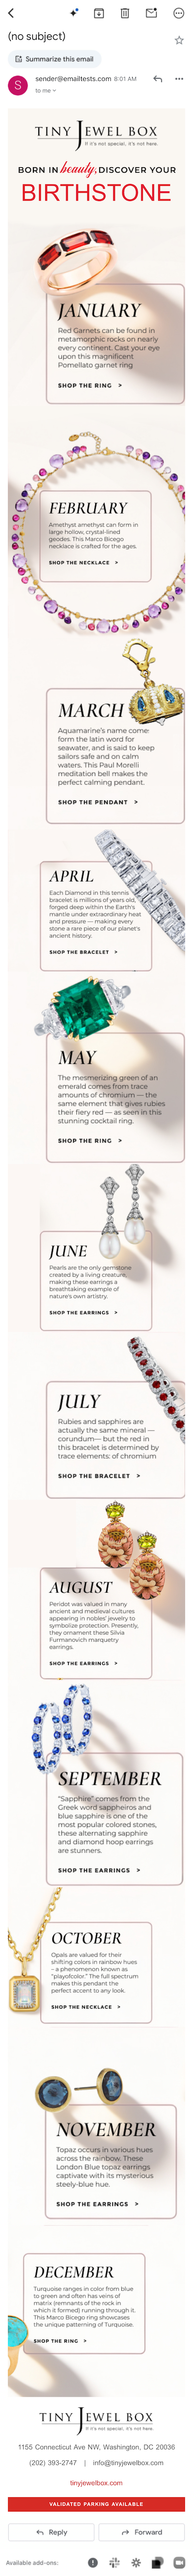 (no subject)
Summarize this email
S
sender@emailtests.com 8:01 AM
to me
TINY JEWEL BOX
If it's not special, it's not here.
BORN IN beauty, DISCOVER YOUR
BIRTHSTONE
JANUARY
Red Garnets can be found in
metamorphic rocks on nearly
every continent. Cast your eye
upon this magnificent
Pomellato garnet ring
SHOP THE RING >
FEBRUARY
Amethyst amethyst can form in
large hollow, crystal-lined
geodes. This Marco Bicego
necklace is crafted for the ages.
SHOP THE NECKLACE >
MARCH
Aquamarine's name comes
form the latin word for
seawater, and is said to keep
sailors safe and on calm
waters. This Paul Morelli
meditation bell makes the
perfect calming pendant.
SHOP THE PENDANT >
APRIL
Each Diamond in this tennis
bracelet is millions of years old,
forged deep within the Earth's
mantle under extraordinary heat
and pressure — making every
stone a rare piece of our planet's
ancient history.
SHOP THE BRACELET >
MAY
The mesmerizing green of an
emerald comes from trace
amounts of chromium — the
same element that gives rubies
their fiery red — as seen in this
stunning cocktail ring.
SHOP THE RING >
JUNE
Pearls are the only gemstone
created by a living creature,
making these earrings a
breathtaking example of
nature's own artistry.
SHOP THE EARRINGS >
JULY
Rubies and sapphires are
actually the same mineral —
corundum— but the red in
this bracelet is determined by
trace elements: of chromium
SHOP THE BRACELET >
AUGUST
Peridot was valued in many
ancient and medieval cultures
appearing in nobles' jewelry to
symbolize protection. Presently,
they ornament these Silvia
Furmanovich marquetry
earrings.
SHOP THE EARRINGS >
SEPTEMBER
"Sapphire" comes from the
Greek word sappheiros and
blue sapphire is one of the
most popular colored stones,
these alternating sapphire
and diamond hoop earrings
are stunners.
SHOP THE EARRINGS >
OCTOBER
Opals are valued for their
shifting colors in rainbow hues
– a phenomenon known as
"playofcolor." The full spectrum
makes this pendant the
perfect accent to any look.
SHOP THE NECKLACE >
NOVEMBER
Topaz occurs in various hues
across the rainbow. These
London Blue topaz earrings
captivate with its mysterious
steely-blue hue.
SHOP THE EARRINGS >
DECEMBER
Turquoise ranges in color from blue
to green and often has veins of
matrix (remnants of the rock in
which it formed) running through it.
This Marco Bicego ring showcases
the unique patterning of Turquoise.
SHOP THE RING >
TINY JEWEL BOX
If it's not special, it's not here.
1155 Connecticut Ave NW, Washington, DC 20036
(202) 393-2747 | info@tinyjewelbox.com
tinyjewelbox.com
VALIDATED PARKING AVAILABLE
Reply
Forward
Available add-ons: